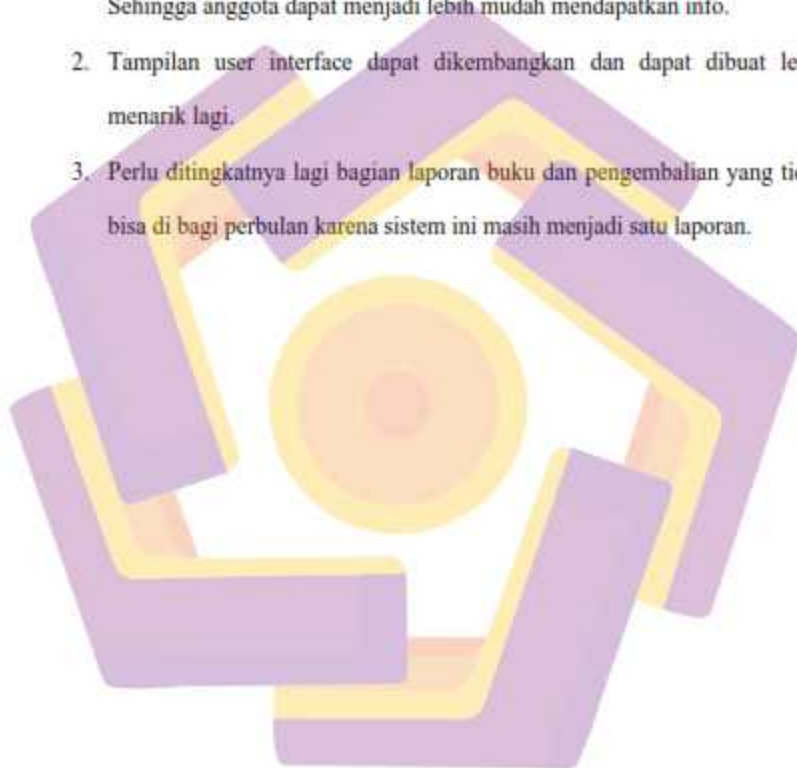 Sehingga anggota dapat menjadi lebih mudah mendapatkan info.
2. Tampilan user interface dapat dikembangkan dan dapat dibuat le
menarik lagi.
3. Perlu ditingkatnya lagi bagian laporan buku dan pengembalian yang ti
bisa di bagi perbulan karena sistem ini masih menjadi satu laporan.